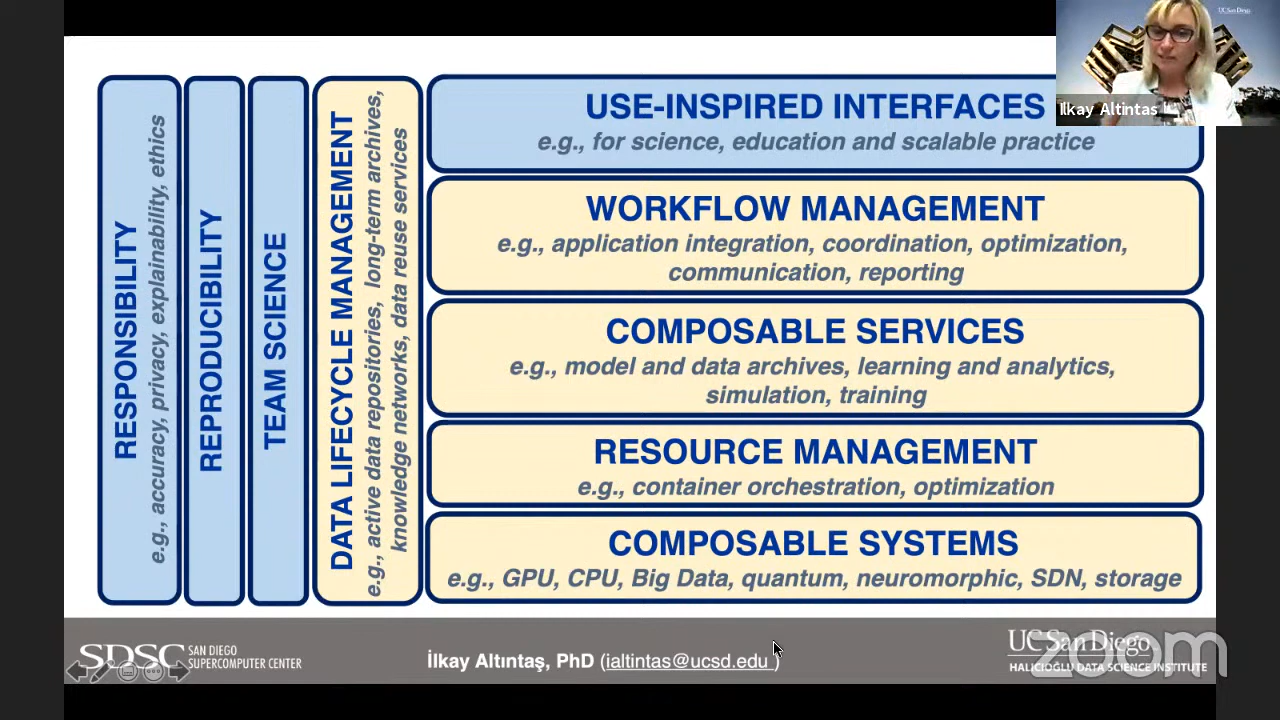 RESPONSIBILITY
e.g., accuracy, privacy, explainability, ethics
REPRODUCIBILITY
TEAM SCIENCE
DATA LIFECYCLE MANAGEMENT
e.g., active data repositories, long-term archives,
knowledge networks, data reuse services
USE-INSPIRED INTERFACES
e.g., for science, education and scalable practice
WORKFLOW MANAGEMENT
e.g., application integration, coordination, optimization,
communication, reporting
COMPOSABLE SERVICES
e.g., model and data archives, learning and analytics,
simulation, training
RESOURCE MANAGEMENT
e.g., container orchestration, optimization
COMPOSABLE SYSTEMS
e.g., GPU, CPU, Big Data, quantum, neuromorphic, SDN, storage
UC San Diego
Ilkay Altintas
SDSC SAN DIEGO
SUPERCOMPUTER CENTER
İlkay Altıntaş, PhD (ialtintas@ucsd.edu )
UC San Diego
HALICIOĞLU DATA SCIENCE INSTITUTE
zoom